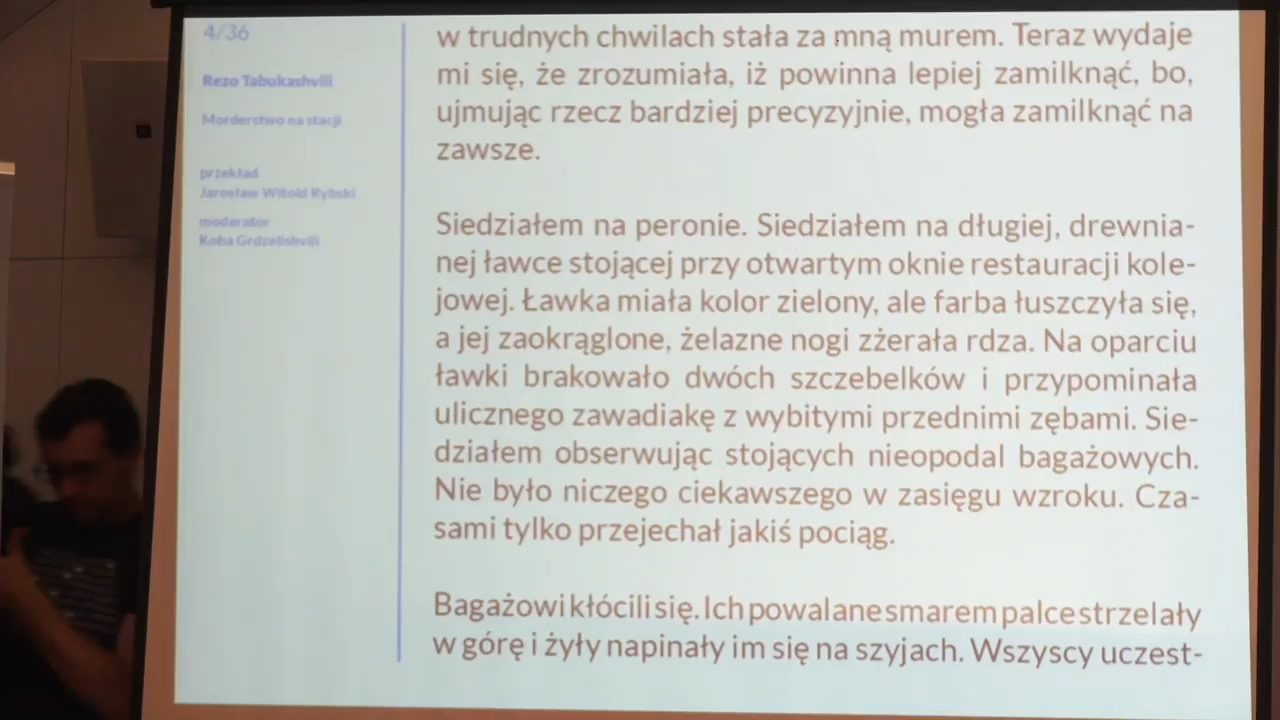 4/36
Rezo Tabukashvili
Morderstwo na stacji
przekład
Jarosław Witold Rybski
moderator
Koba Grdzelishvili
w trudnych chwilach stała za mną murem. Teraz wydaje
mi się, że zrozumiała, iż powinna lepiej zamilknąć, bo,
ujmując rzecz bardziej precyzyjnie, mogła zamilknąć na
zawsze.
Siedziałem na peronie. Siedziałem na długiej, drewnia-
nej ławce stojącej przy otwartym oknie restauracji kole-
jowej. Ławka miała kolor zielony, ale farba łuszczyła się,
a jej zaokrąglone, żelazne nogi zżerała rdza. Na oparciu
ławki brakowało dwóch szczebelków i przypominała
ulicznego zawadiakę z wybitymi przednimi zębami. Sie-
działem obserwując stojących nieopodal bagażowych.
Nie było niczego ciekawszego w zasięgu wzroku. Cza-
sami tylko przejechał jakiś pociąg.
Bagażowi kłócili się. Ich powalane smarem palce strzelały
w górę i żyły napinały im się na szyjach. Wszyscy uczest-